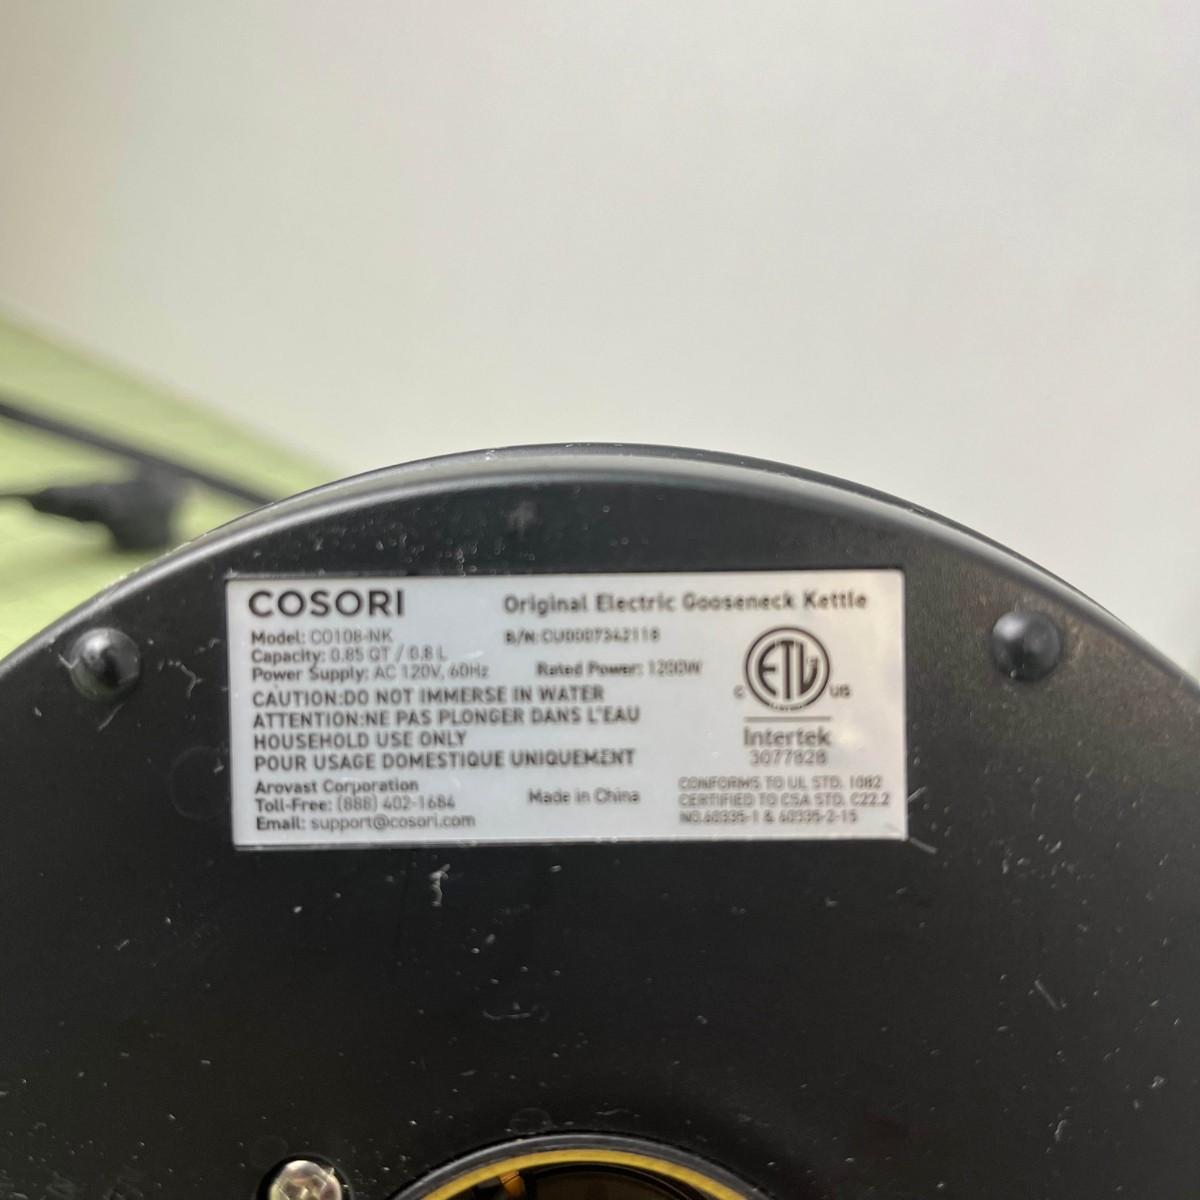 COSORI
Original Electric Gooseneck Kettle
Model: CO108-NK
B/N:CU0007342118
Capacity: 0.85 QT / 0.8 L
Power Supply: AC 120V, 60Hz
Rated Power: 1200W
CAUTION:DO NOT IMMERSE IN WATER
ATTENTION:NE PAS PLONGER DANS L'EAU
HOUSEHOLD USE ONLY
POUR USAGE DOMESTIQUE UNIQUEMENT
Arovast Corporation
Toll-Free: (888) 402-1684
Email: support@cosori.com
Made in China
C ETL US
Intertek
3077828
CONFORMS TO UL STD. 1082
CERTIFIED TO CSA STD. C22.2
NO.60335-1 & 60335-2-15